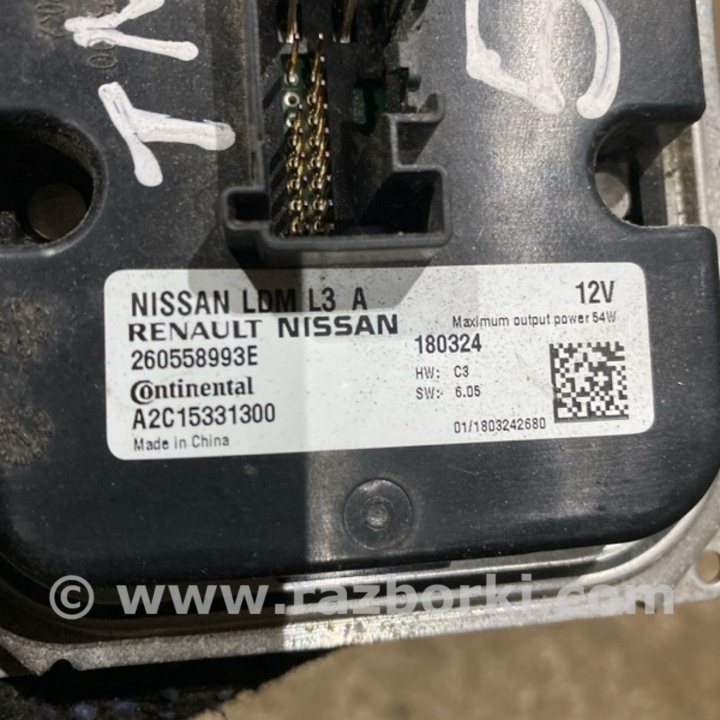 NISSAN LDM L3 A
12V
RENAULT NISSAN
Maximum output power 54W
260558993E
180324
HW: C3
Continental
SW: 6.05
A2C15331300
Made in China
01/1803242680
© www.razborki.com